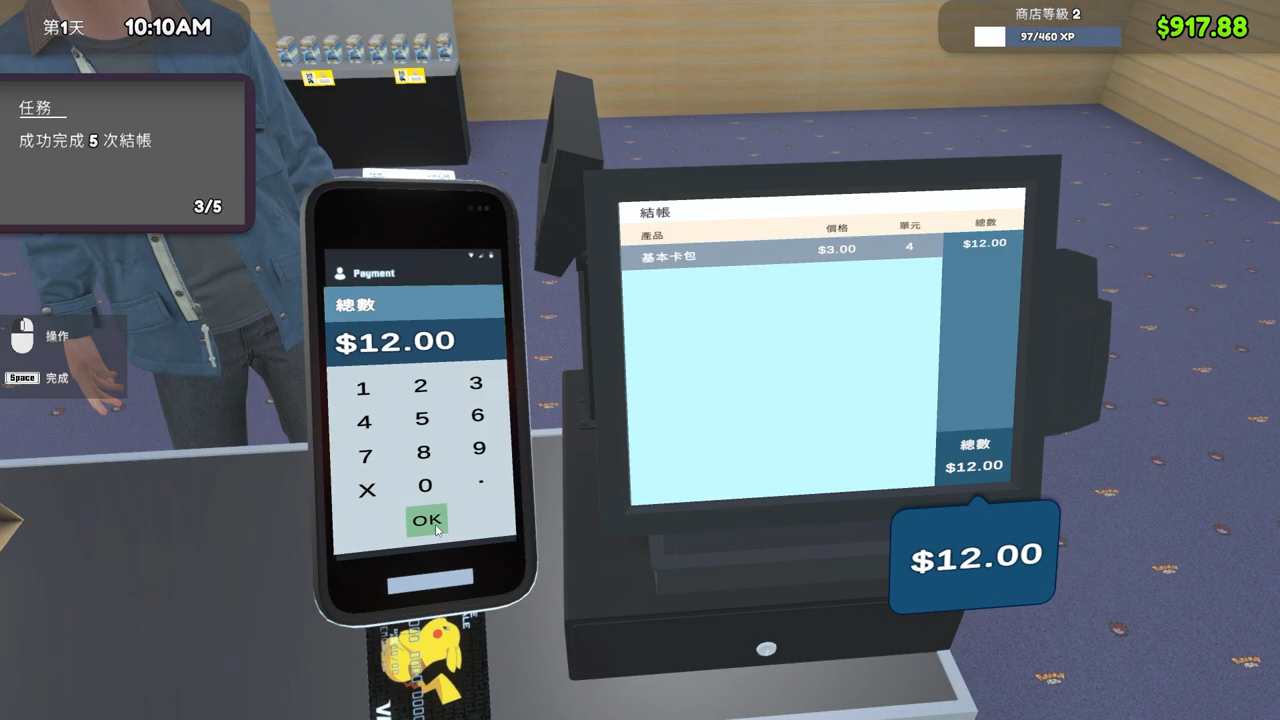 第1天 10:10AM
商店等級 2
97/460 XP
$917.88
任務
成功完成 5 次結帳
3/5
操作
Space 完成
Payment
總數
$12.00
1 2 3
4 5 6
7 8 9
X 0 .
OK
結帳
產品 價格 單元 總數
基本卡包 $3.00 4 $12.00
總數
$12.00
$12.00